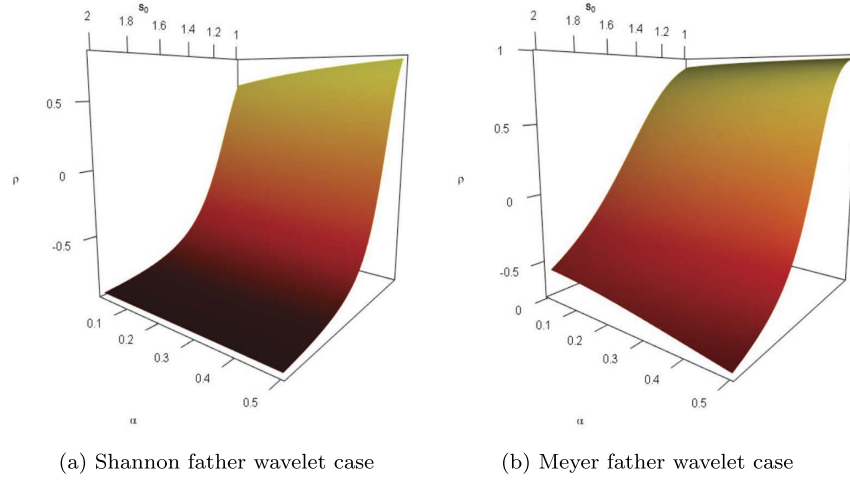 s₀
2 1.8 1.6 1.4 1.2 1
0.5
0
-0.5
ρ
0.1
0.2
0.3
0.4
0.5
α
s₀
2 1.8 1.6 1.4 1.2 1
1
0.5
0
-0.5
ρ
0
0.1
0.2
0.3
0.4
0.5
α
(a) Shannon father wavelet case
(b) Meyer father wavelet case